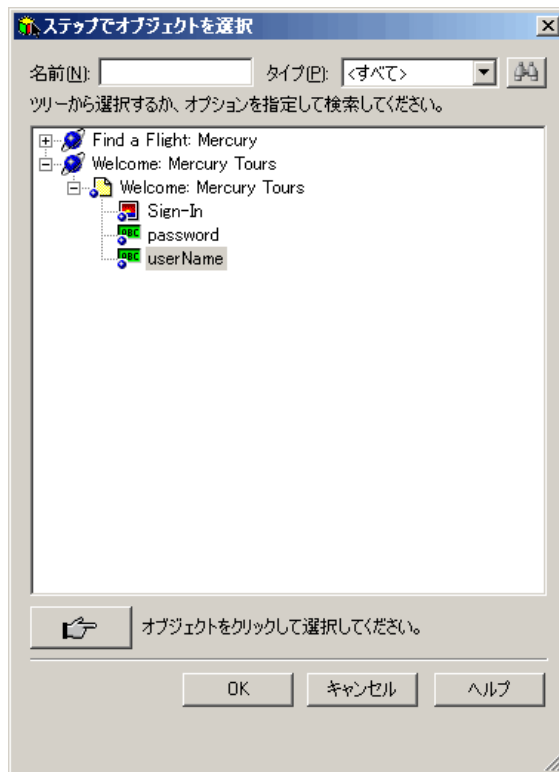 ステップでオブジェクトを選択
名前(N): タイプ(P): <すべて>
ツリーから選択するか、オプションを指定して検索してください。
Find a Flight: Mercury
Welcome: Mercury Tours
Welcome: Mercury Tours
Sign-In
password
userName
オブジェクトをクリックして選択してください。
OK キャンセル ヘルプ